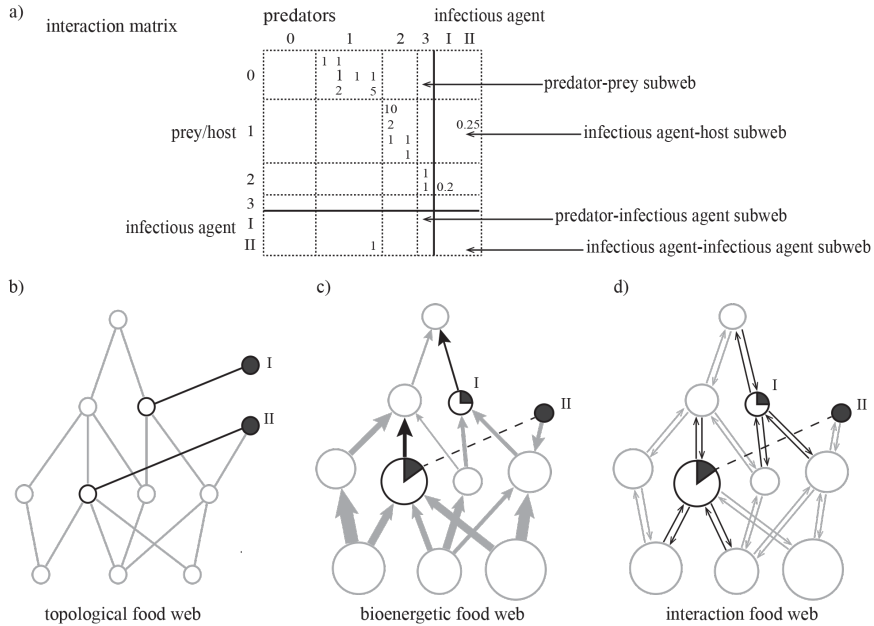 a)
interaction matrix
predators
infectious agent
0 1 2 3 I II
0
1 1
1 1 1
2 5
predator-prey subweb
prey/host
1
10
2
1 1
1
0.25
infectious agent-host subweb
2
1
1 0.2
3
infectious agent
I
predator-infectious agent subweb
II
1
infectious agent-infectious agent subweb
b)
I
II
topological food web
c)
I
II
bioenergetic food web
d)
I
II
interaction food web